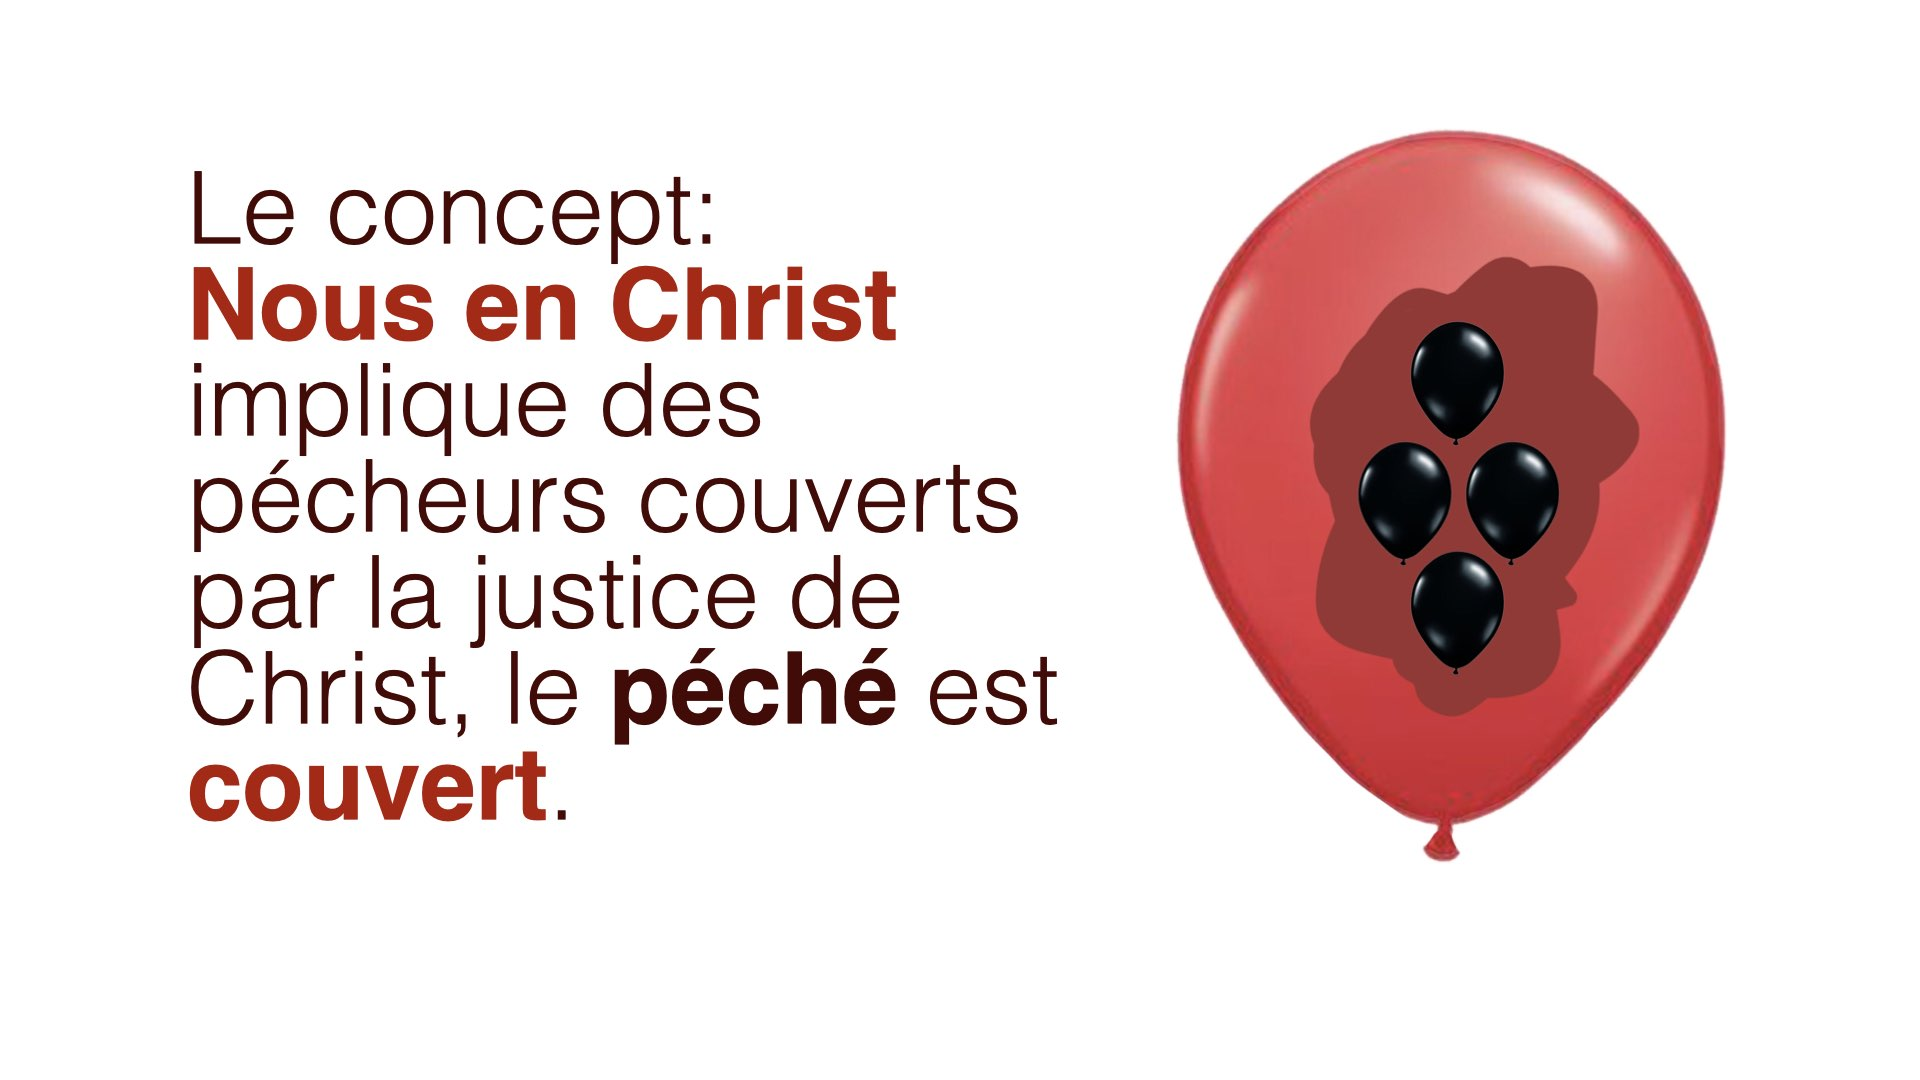 Le concept:
Nous en Christ
implique des
pécheurs couverts
par la justice de
Christ, le péché est
couvert.